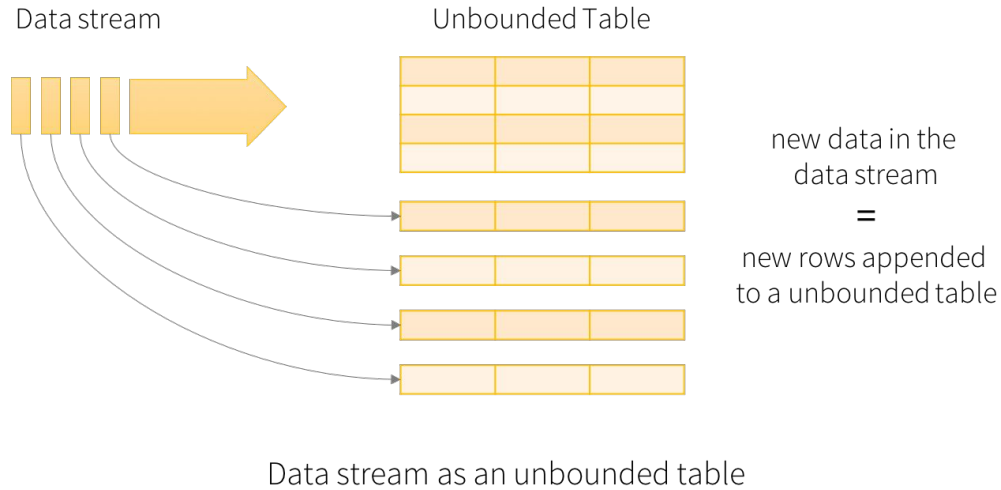 Data stream
Unbounded Table
new data in the
data stream
=
new rows appended
to a unbounded table
Data stream as an unbounded table